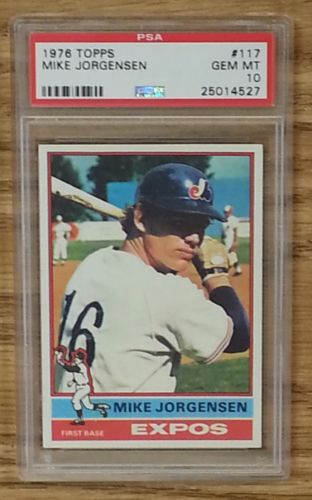 PSA
1976 TOPPS #117
MIKE JORGENSEN GEM MT
10
25014527
16
MIKE JORGENSEN
FIRST BASE EXPOS